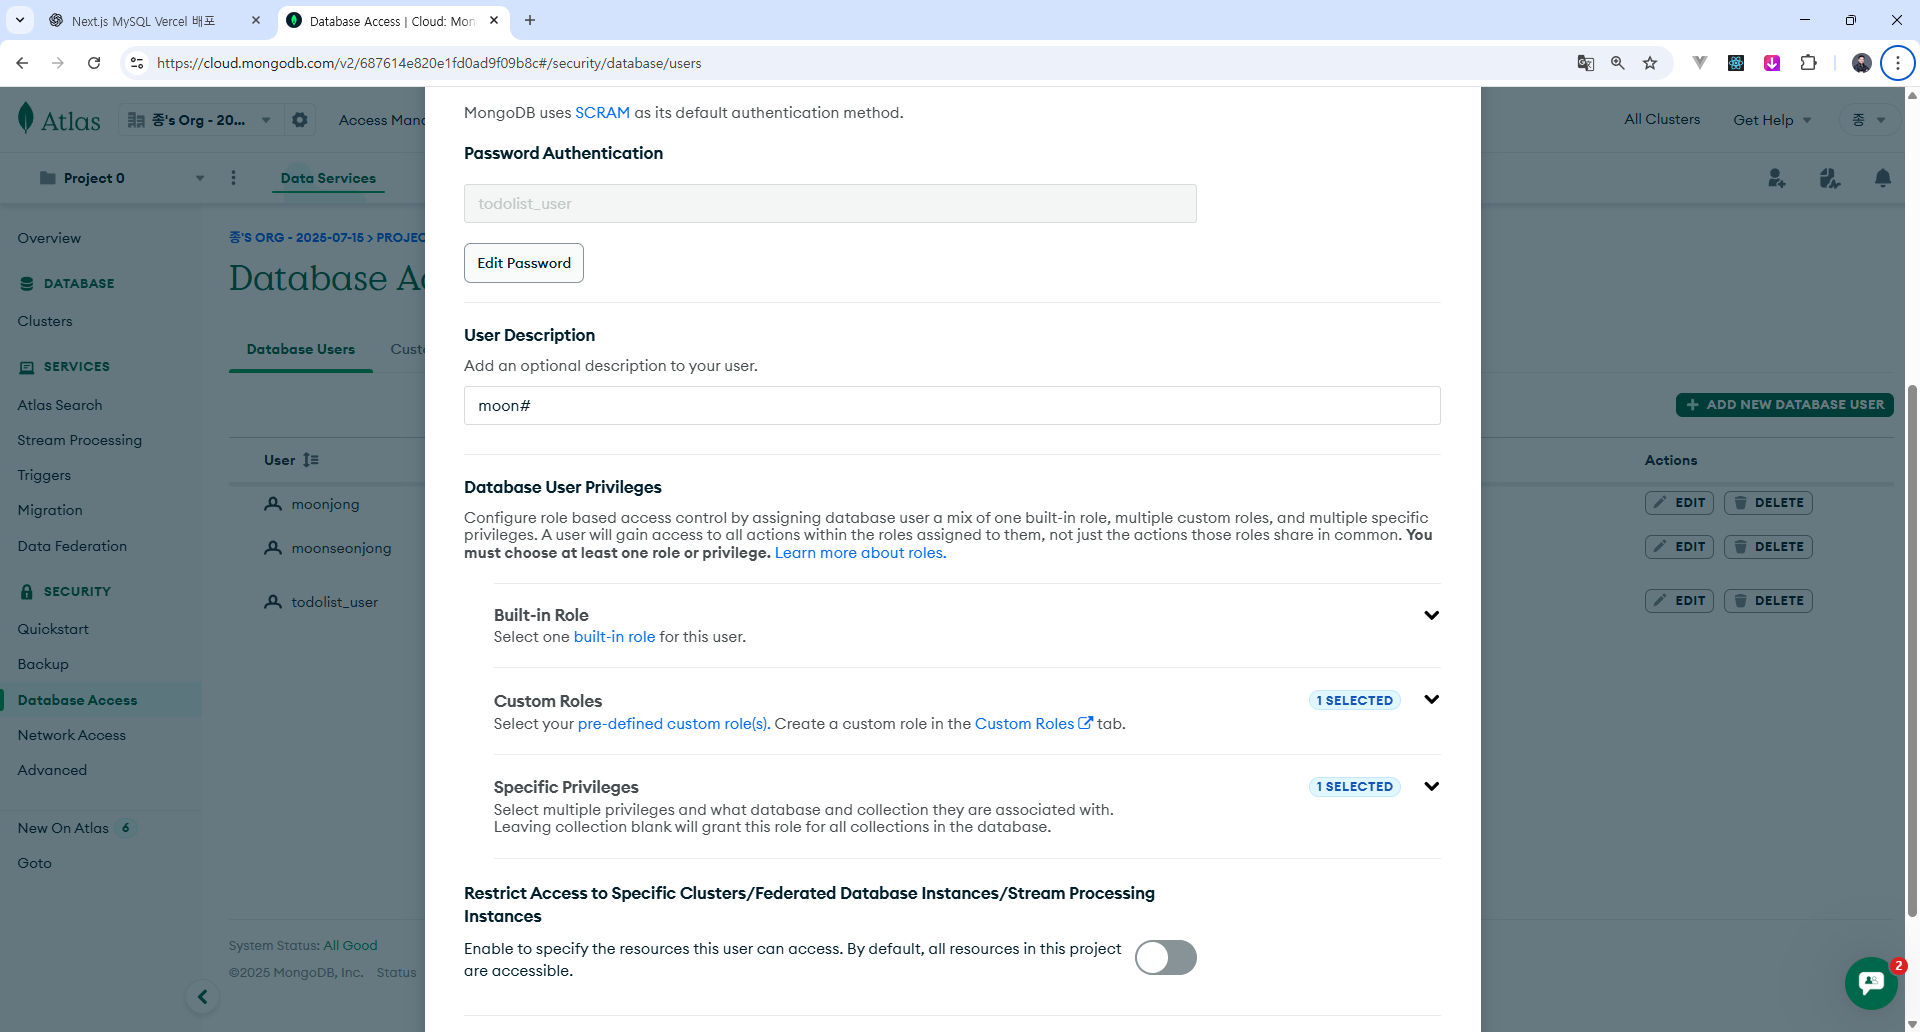 Next.js MySQL Vercel 배포
Database Access | Cloud: Mon
https://cloud.mongodb.com/v2/687614e820e1fd0ad9f09b8c#/security/database/users
Atlas
종's Org - 20...
Access Mana
All Clusters
Get Help
종
Project 0
Data Services
Overview
DATABASE
Clusters
SERVICES
Atlas Search
Stream Processing
Triggers
Migration
Data Federation
SECURITY
Quickstart
Backup
Database Access
Network Access
Advanced
New On Atlas 6
Goto
종'S ORG - 2025-07-15 > PROJEC
Database Ac
Database Users
Custo
User
moonjong
moonseonjong
todolist_user
System Status: All Good
©2025 MongoDB, Inc. Status
MongoDB uses SCRAM as its default authentication method.
Password Authentication
todolist_user
Edit Password
User Description
Add an optional description to your user.
moon#
Database User Privileges
Configure role based access control by assigning database user a mix of one built-in role, multiple custom roles, and multiple specific
privileges. A user will gain access to all actions within the roles assigned to them, not just the actions those roles share in common. You
must choose at least one role or privilege. Learn more about roles.
Built-in Role
Select one built-in role for this user.
Custom Roles
1 SELECTED
Select your pre-defined custom role(s). Create a custom role in the Custom Roles tab.
Specific Privileges
1 SELECTED
Select multiple privileges and what database and collection they are associated with.
Leaving collection blank will grant this role for all collections in the database.
Restrict Access to Specific Clusters/Federated Database Instances/Stream Processing
Instances
Enable to specify the resources this user can access. By default, all resources in this project
are accessible.
+ ADD NEW DATABASE USER
Actions
EDIT DELETE
EDIT DELETE
EDIT DELETE
2